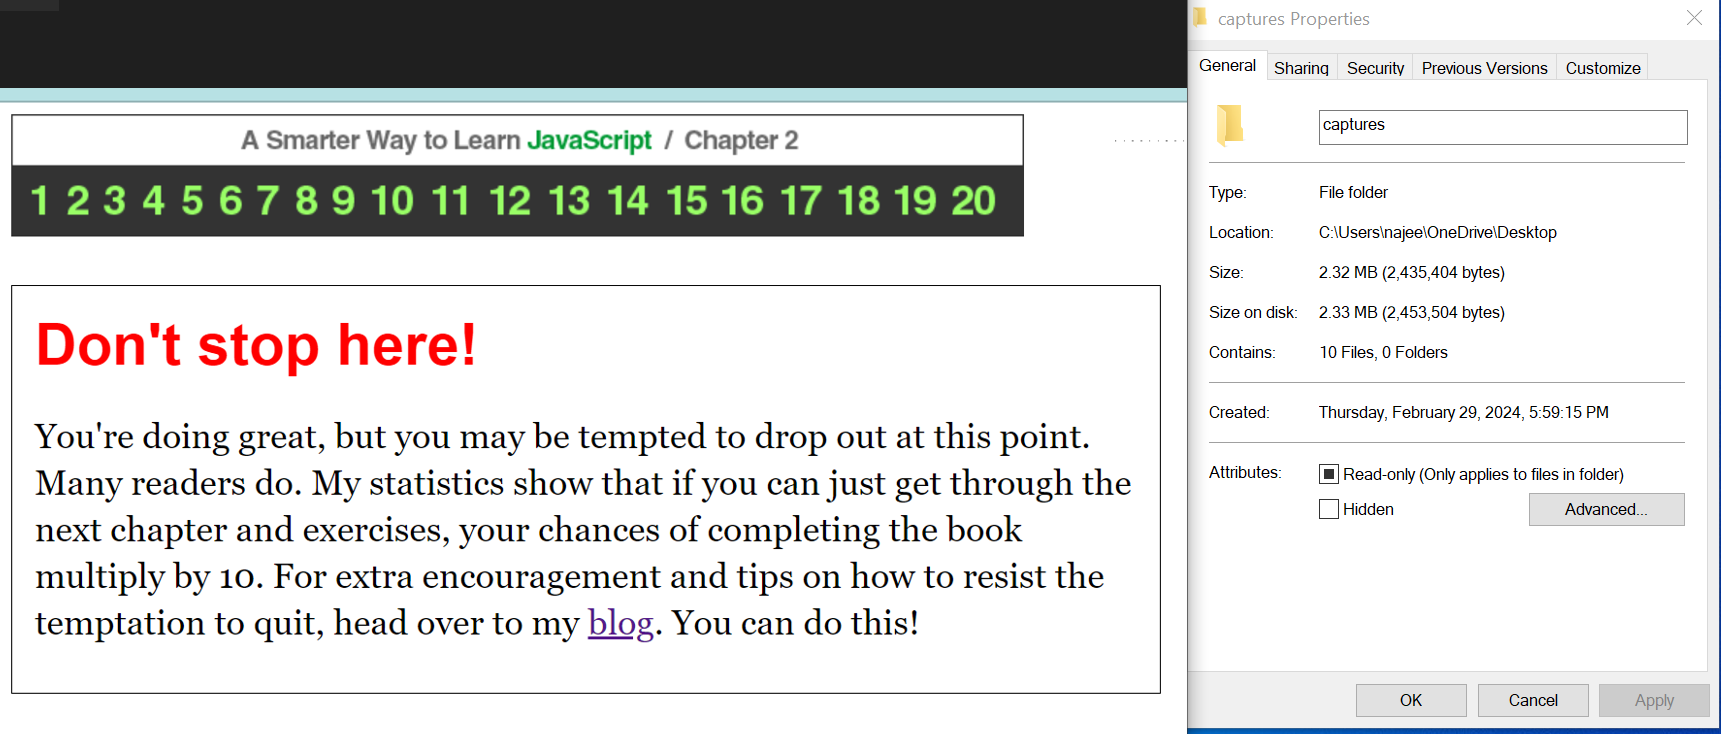 A Smarter Way to Learn JavaScript / Chapter 2
1 2 3 4 5 6 7 8 9 10 11 12 13 14 15 16 17 18 19 20
Don't stop here!
You're doing great, but you may be tempted to drop out at this point.
Many readers do. My statistics show that if you can just get through the
next chapter and exercises, your chances of completing the book
multiply by 10. For extra encouragement and tips on how to resist the
temptation to quit, head over to my blog. You can do this!
captures Properties
General Sharing Security Previous Versions Customize
captures
Type: File folder
Location: C:\Users\najee\OneDrive\Desktop
Size: 2.32 MB (2,435,404 bytes)
Size on disk: 2.33 MB (2,453,504 bytes)
Contains: 10 Files, 0 Folders
Created: Thursday, February 29, 2024, 5:59:15 PM
Attributes: Read-only (Only applies to files in folder)
Hidden Advanced...
OK Cancel Apply